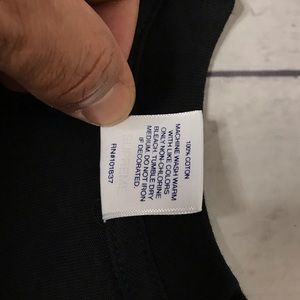 100% COTTON
MACHINE WASH WARM
WITH LIKE COLORS
ONLY NON-CHLORINE
BLEACH. TUMBLE DRY
MEDIUM. DO NOT IRON
IF DECORATED.
RN#101837